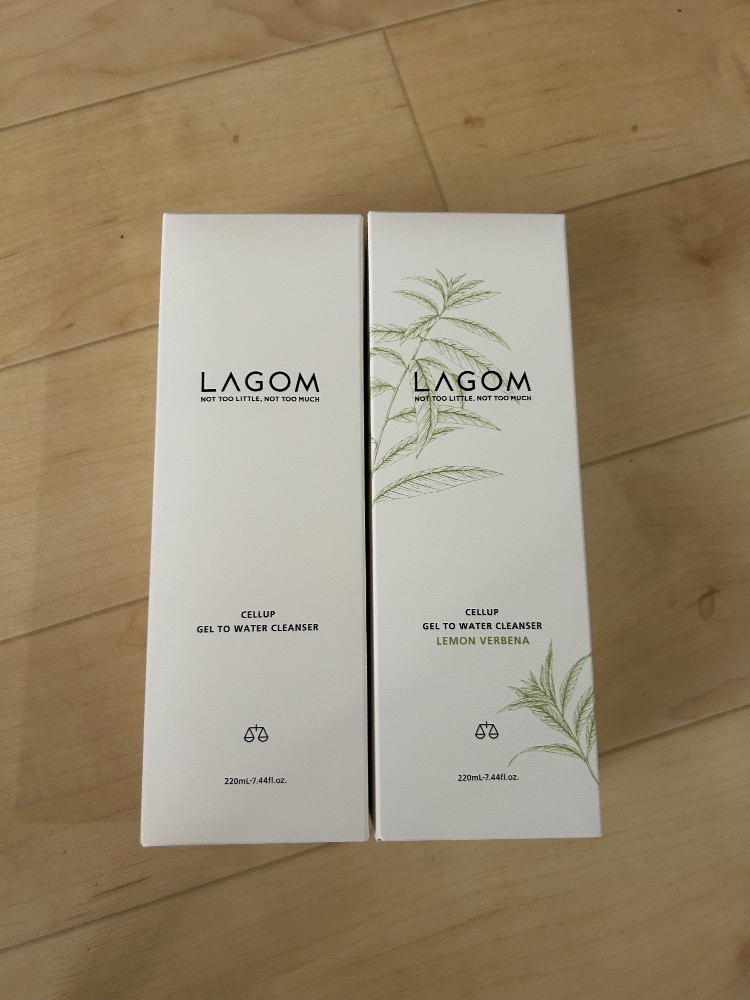 LAGOM
NOT TOO LITTLE, NOT TOO MUCH
CELLUP
GEL TO WATER CLEANSER
220mL-7.44fl.oz.
LAGOM
NOT TOO LITTLE, NOT TOO MUCH
CELLUP
GEL TO WATER CLEANSER
LEMON VERBENA
220mL-7.44fl.oz.